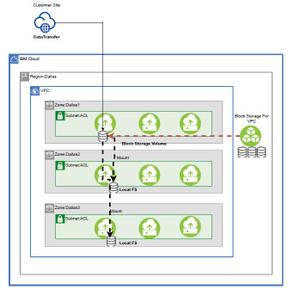 Customer Site
DataTransfer
IBM Cloud
Region:Dallas
VPC
Zone:Dallas1
Subnet:ACL
Block Storage For
VPC
Block Storage Volume
Zone:Dallas2
Mount
Subnet:ACL
Local FS
Zone:Dallas3
Mount
Subnet:ACL
Local FS